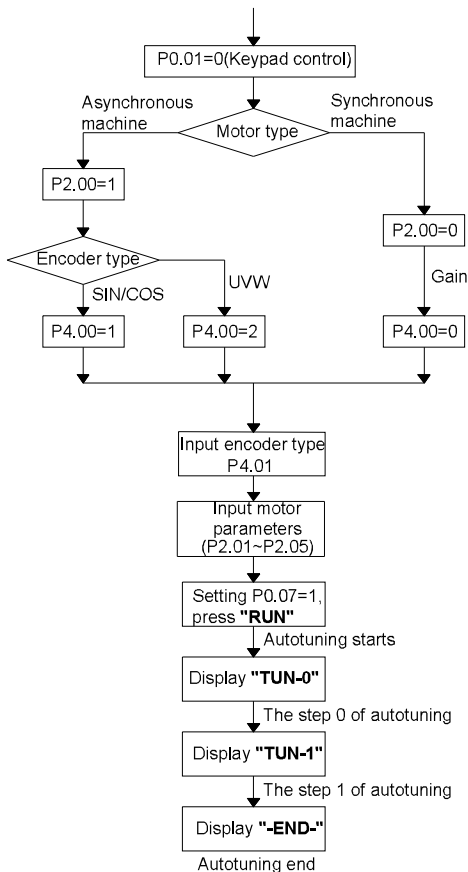 P0.01=0(Keypad control)
Asynchronous
machine
Synchronous
machine
Motor type
P2.00=1
P2.00=0
Encoder type
SIN/COS
UVW
Gain
P4.00=1
P4.00=2
P4.00=0
Input encoder type
P4.01
Input motor
parameters
(P2.01~P2.05)
Setting P0.07=1,
press "RUN"
Autotuning starts
Display "TUN-0"
The step 0 of autotuning
Display "TUN-1"
The step 1 of autotuning
Display "-END-"
Autotuning end